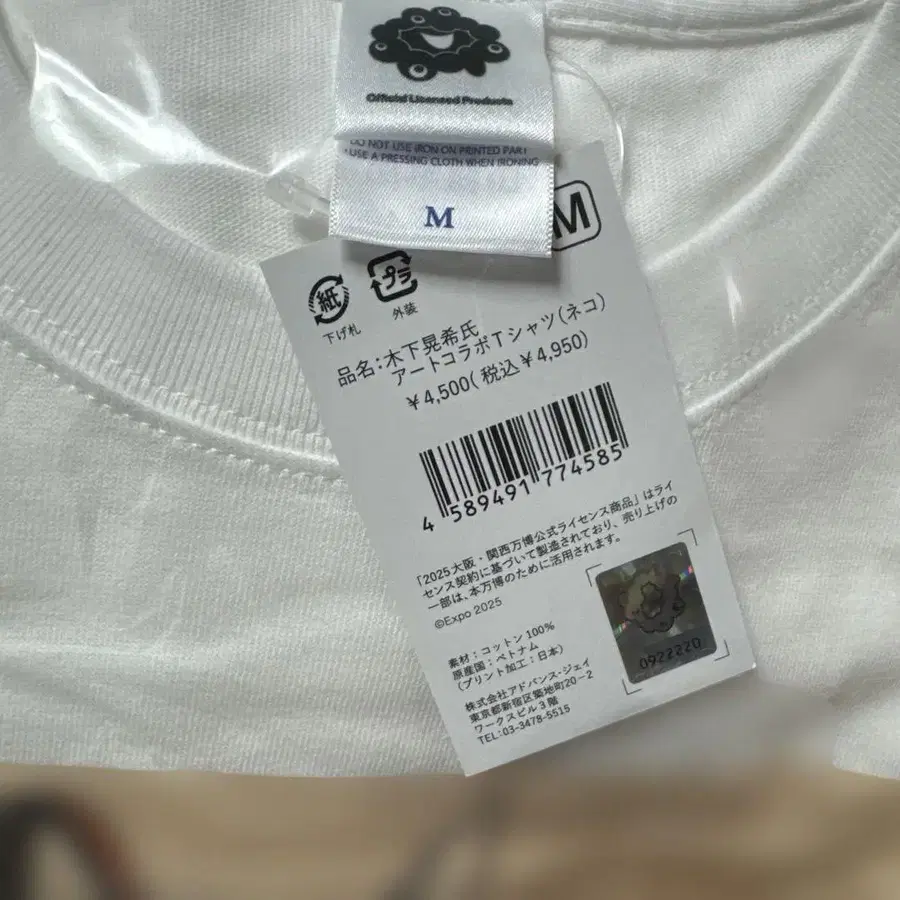 Official Licensed Products
DO NOT USE IRON ON PRINTED PART
USE A PRESSING CLOTH WHEN IRONING
M
M
紙
下げ札
プラ
外装
品名:木下晃希氏
アートコラボTシャツ(ネコ)
¥4,500(税込¥4,950)
4 589491 774585
「2025大阪・関西万博公式ライセンス商品」はライ
センス契約に基づいて製造されており、売り上げの
一部は、本万博のために活用されます。
©Expo 2025
0922220
素材:コットン100%
原産国:ベトナム
(プリント加工:日本)
株式会社アドバンス・ジェイ
東京都新宿区築地町20-2
ワークスビル3階
TEL:03-3478-5515